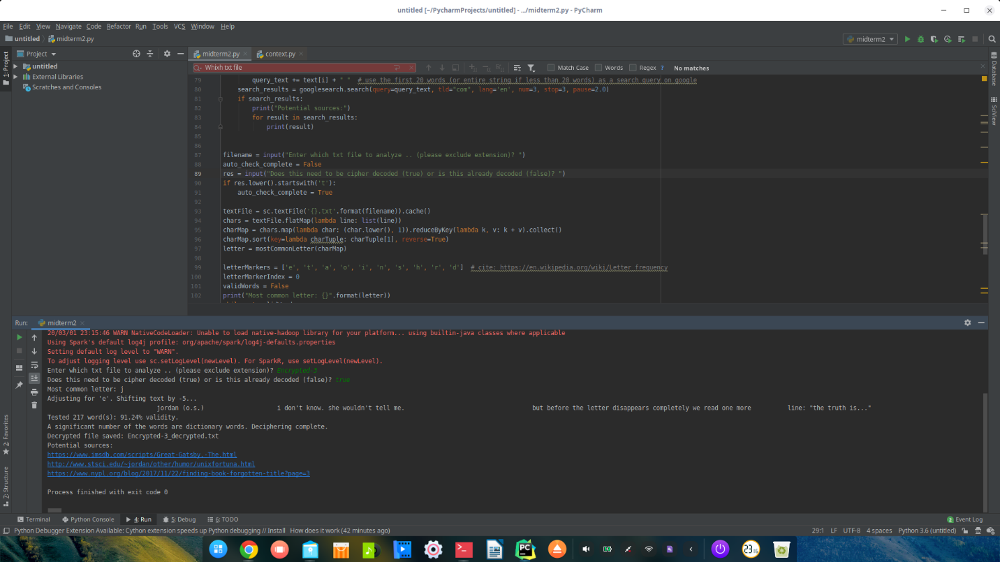 untitled [~/PycharmProjects/untitled] - .../midterm2.py - PyCharm
File Edit View Navigate Code Refactor Run Tools VCS Window Help
untitled midterm2.py
midterm2
Project
midterm2.py
context.py
1: Project
untitled
External Libraries
Scratches and Consoles
Whixh txt file
Match Case
Words
Regex
?
No matches
Database
SciView
79 query_text += text[i] + " " # use the first 20 words (or entire string if less than 20 words) as a search query on google
80 search_results = googlesearch.search(query=query_text, tld="com", lang='en', num=3, stop=3, pause=2.0)
81 if search_results:
82 print("Potential sources:")
83 for result in search_results:
84 print(result)
85
86
87 filename = input("Enter which txt file to analyze .. (please exclude extension)? ")
88 auto_check_complete = False
89 res = input("Does this need to be cipher decoded (true) or is this already decoded (false)? ")
90 if res.lower().startswith('t'):
91 auto_check_complete = True
92
93 textFile = sc.textFile('{}.txt'.format(filename)).cache()
94 chars = textFile.flatMap(lambda line: list(line))
95 charMap = chars.map(lambda char: (char.lower(), 1)).reduceByKey(lambda k, v: k + v).collect()
96 charMap.sort(key=lambda charTuple: charTuple[1], reverse=True)
97 letter = mostCommonLetter(charMap)
98
99 letterMarkers = ['e', 't', 'a', 'o', 'i', 'n', 's', 'h', 'r', 'd'] # cite: https://en.wikipedia.org/wiki/Letter_frequency
100 letterMarkerIndex = 0
101 validWords = False
102 print("Most common letter: {}".format(letter))
Run: midterm2
20/03/01 23:15:46 WARN NativeCodeLoader: Unable to load native-hadoop library for your platform... using builtin-java classes where applicable
Using Spark's default log4j profile: org/apache/spark/log4j-defaults.properties
Setting default log level to "WARN".
To adjust logging level use sc.setLogLevel(newLevel). For SparkR, use setLogLevel(newLevel).
Enter which txt file to analyze .. (please exclude extension)? Encrypted-3
Does this need to be cipher decoded (true) or is this already decoded (false)? true
Most common letter: j
Adjusting for 'e'. Shifting text by -5...
jordan (o.s.) i don't know. she wouldn't tell me. but before the letter disappears completely we read one more line: "the truth is..."
Tested 217 word(s): 91.24% validity.
A significant number of the words are dictionary words. Deciphering complete.
Decrypted file saved: Encrypted-3_decrypted.txt
Potential sources:
https://www.imsdb.com/scripts/Great-Gatsby,-The.html
http://www.stsci.edu/~jordan/other/humor/unixfortuna.html
https://www.nypl.org/blog/2017/11/22/finding-book-forgotten-title?page=3
Process finished with exit code 0
2: Favorites
7: Structure
Terminal Python Console 4: Run 5: Debug 6: TODO
2 Event Log
Python Debugger Extension Available: Cython extension speeds up Python debugging // Install How does it work (42 minutes ago)
29:1 LF UTF-8 4 spaces Python 3.6 (untitled)
PC
23 16